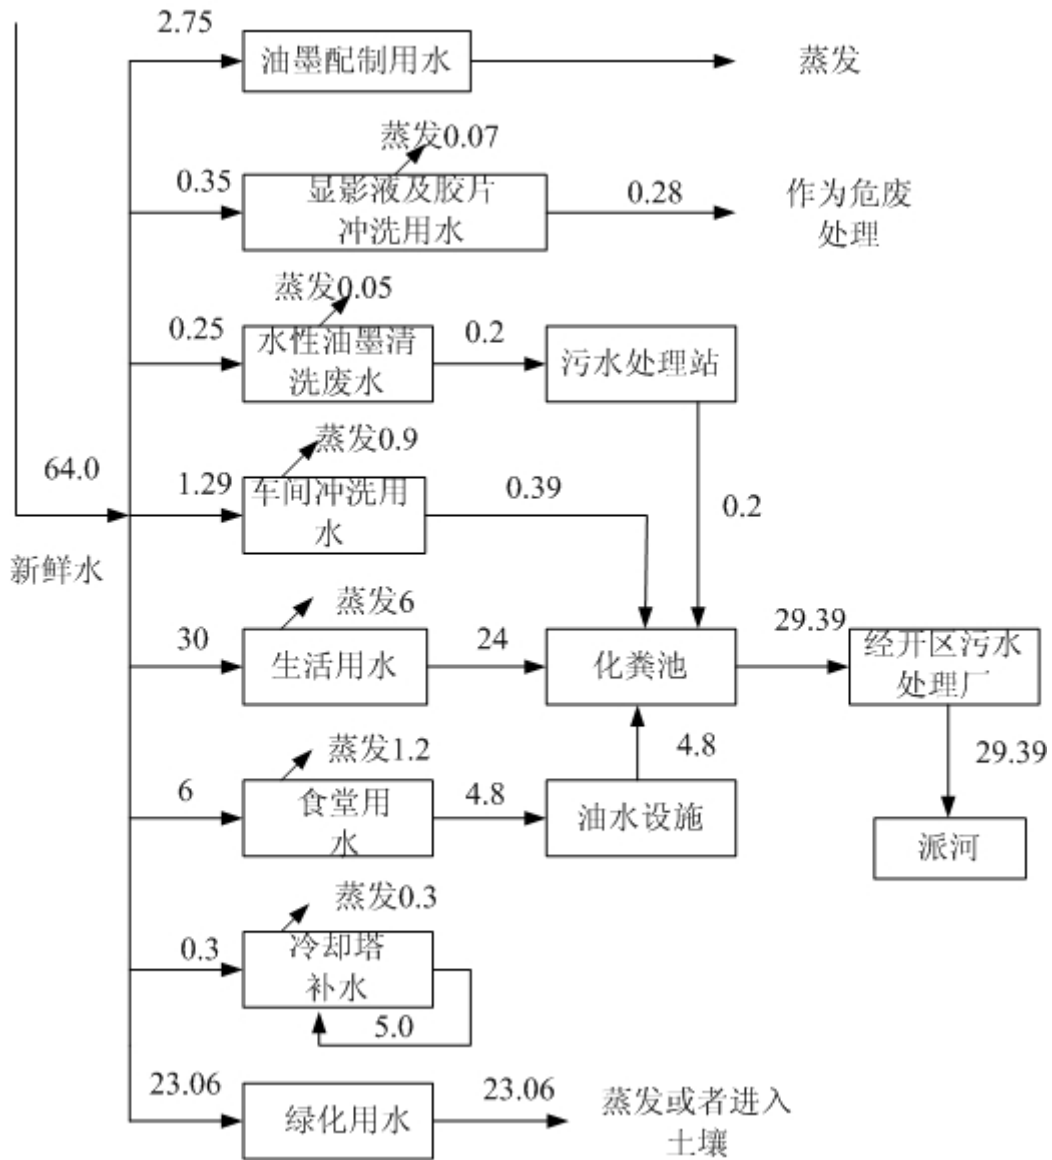 2.75
油墨配制用水
蒸发
蒸发0.07
0.35
显影液及胶片
冲洗用水
0.28
作为危废
处理
蒸发0.05
0.25
水性油墨清
洗废水
0.2
污水处理站
蒸发0.9
64.0
1.29
车间冲洗用
水
0.39
0.2
新鲜水
蒸发6
30
生活用水
24
化粪池
29.39
经开区污水
处理厂
蒸发1.2
4.8
29.39
6
食堂用
水
4.8
油水设施
派河
蒸发0.3
0.3
冷却塔
补水
5.0
23.06
绿化用水
23.06
蒸发或者进入
土壤